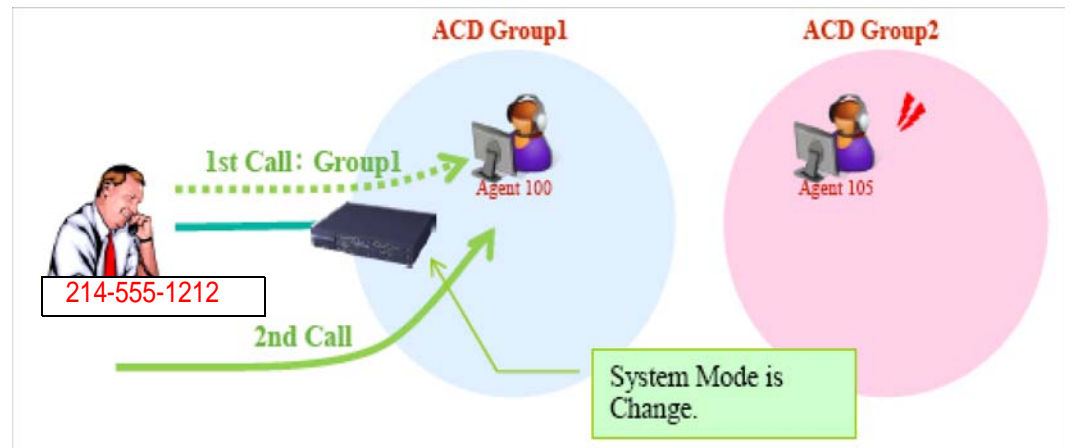 ACD Group1
ACD Group2
1st Call: Group1
Agent 100
Agent 105
214-555-1212
2nd Call
System Mode is
Change.